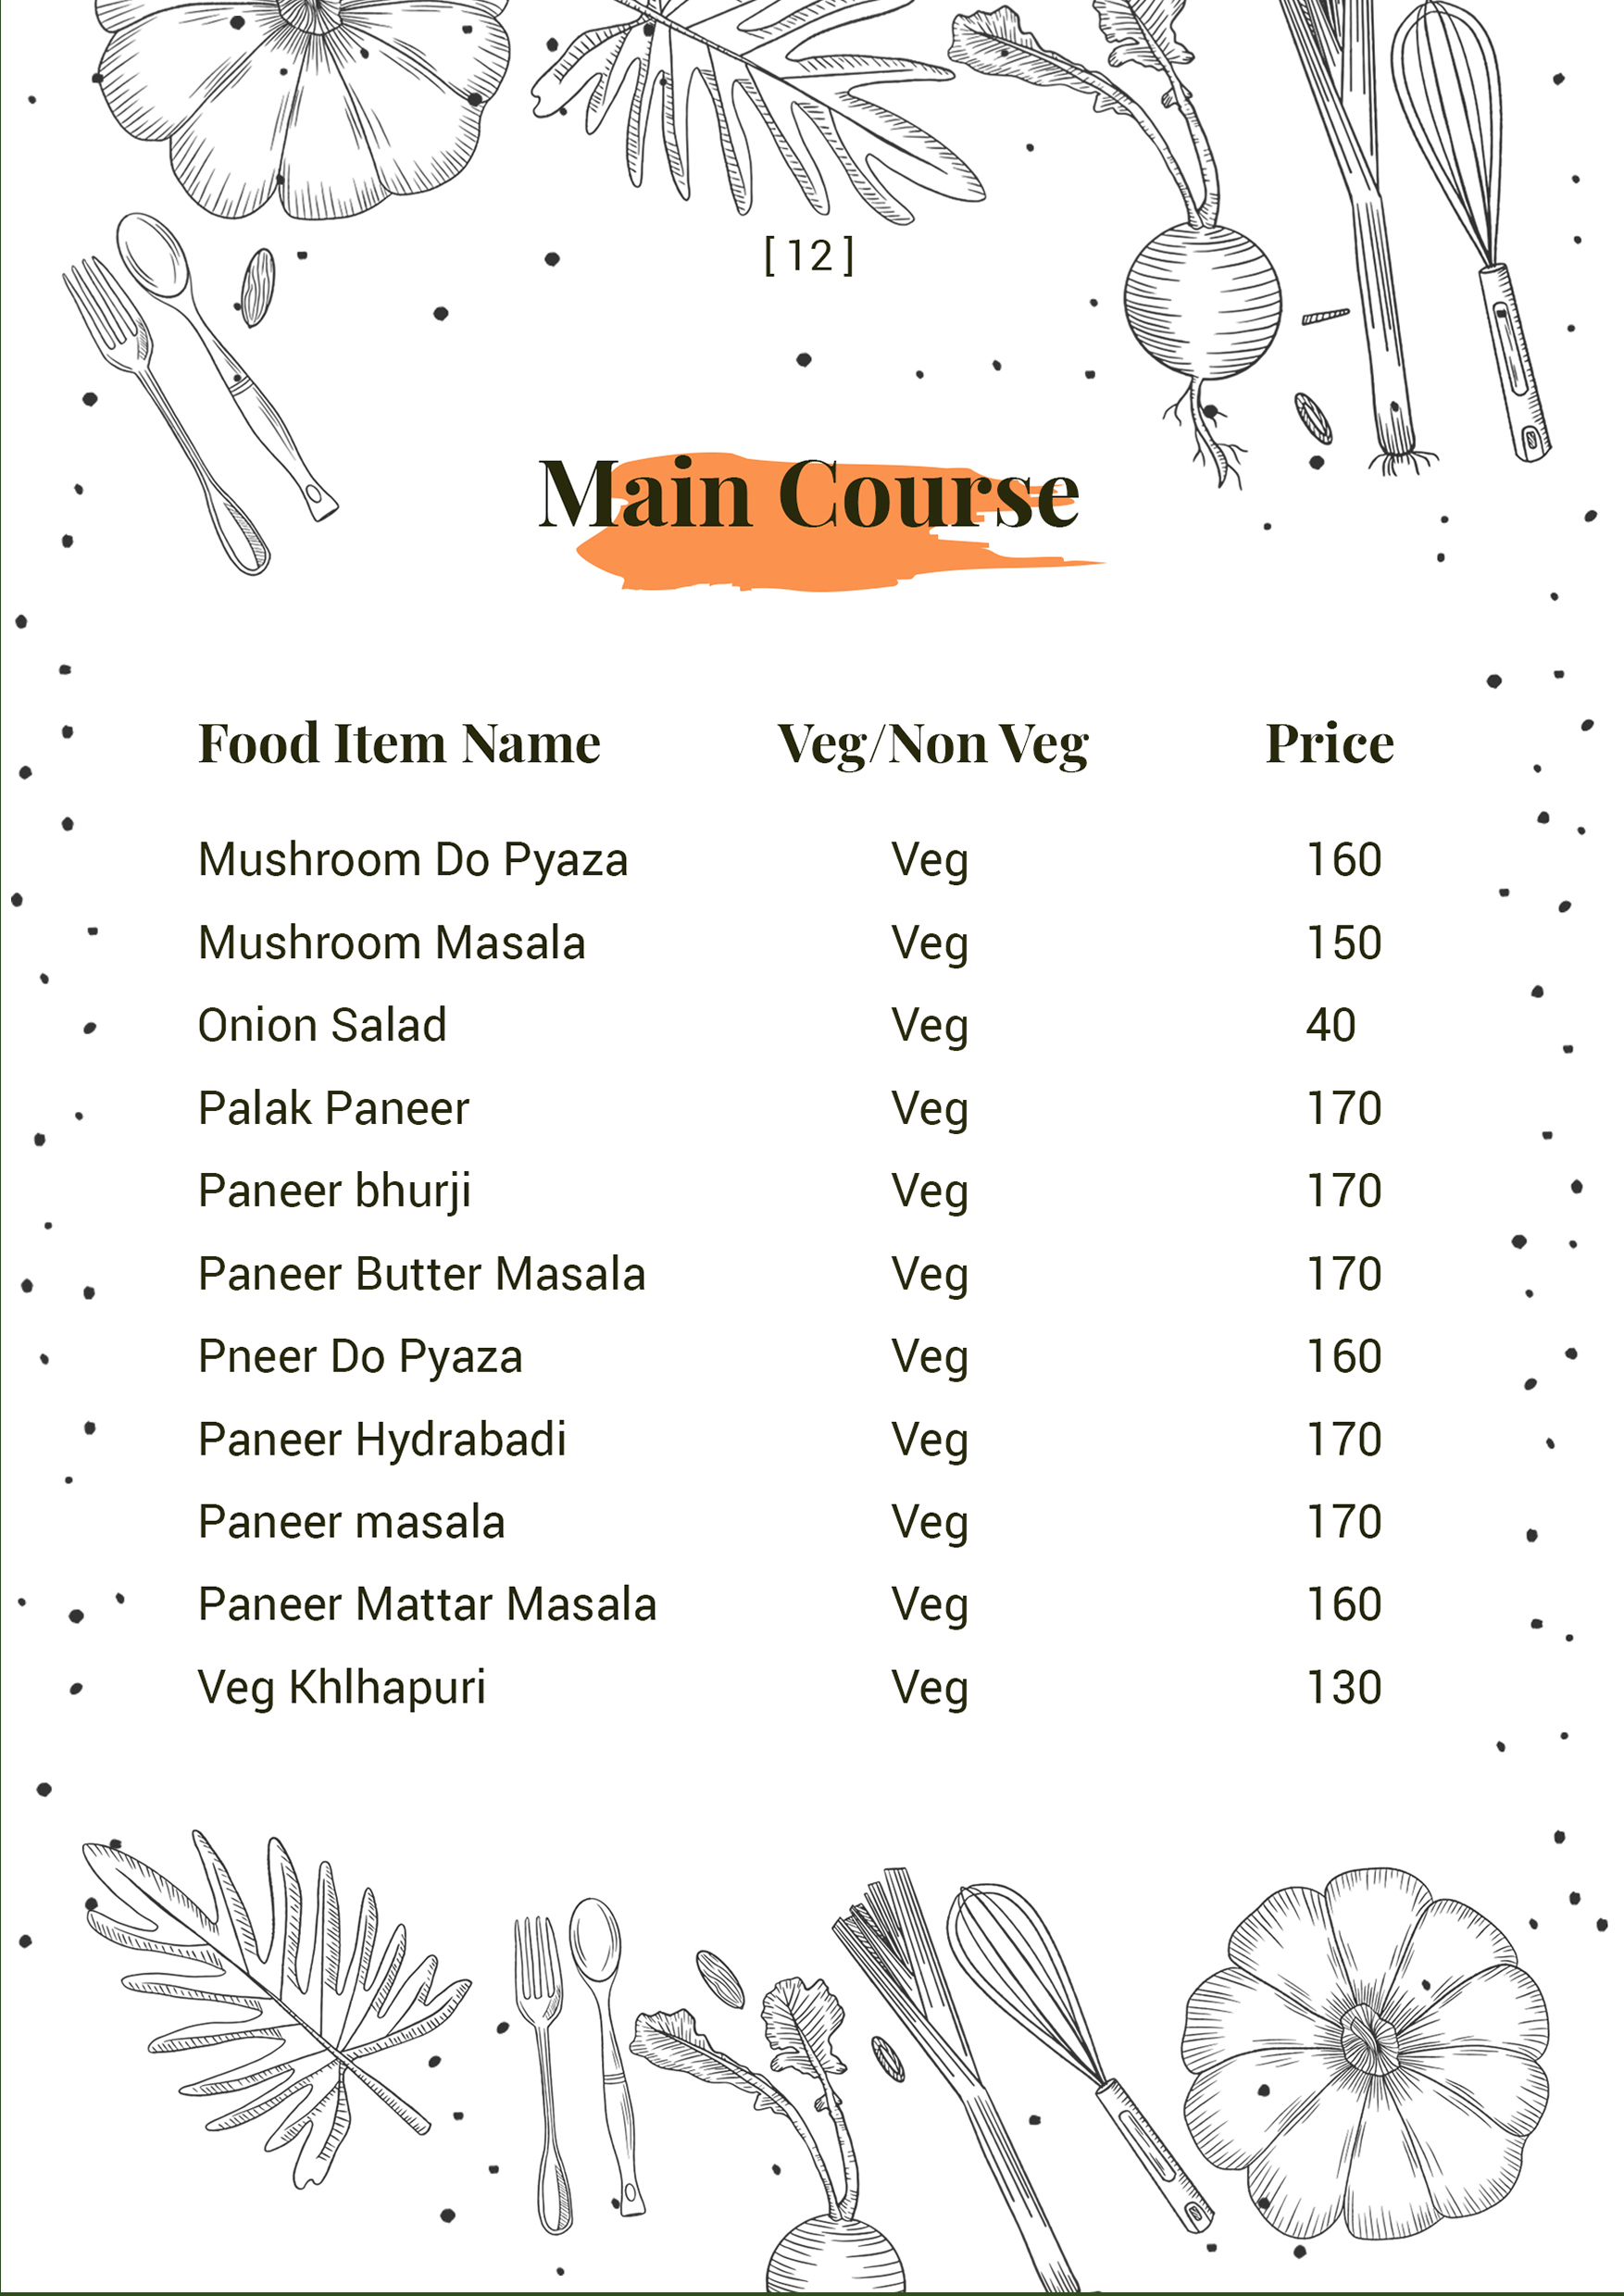 [ 12 ]
Main Course
Food Item Name Veg/Non Veg Price
Mushroom Do Pyaza Veg 160
Mushroom Masala Veg 150
Onion Salad Veg 40
Palak Paneer Veg 170
Paneer bhurji Veg 170
Paneer Butter Masala Veg 170
Pneer Do Pyaza Veg 160
Paneer Hydrabadi Veg 170
Paneer masala Veg 170
Paneer Mattar Masala Veg 160
Veg Khlhapuri Veg 130